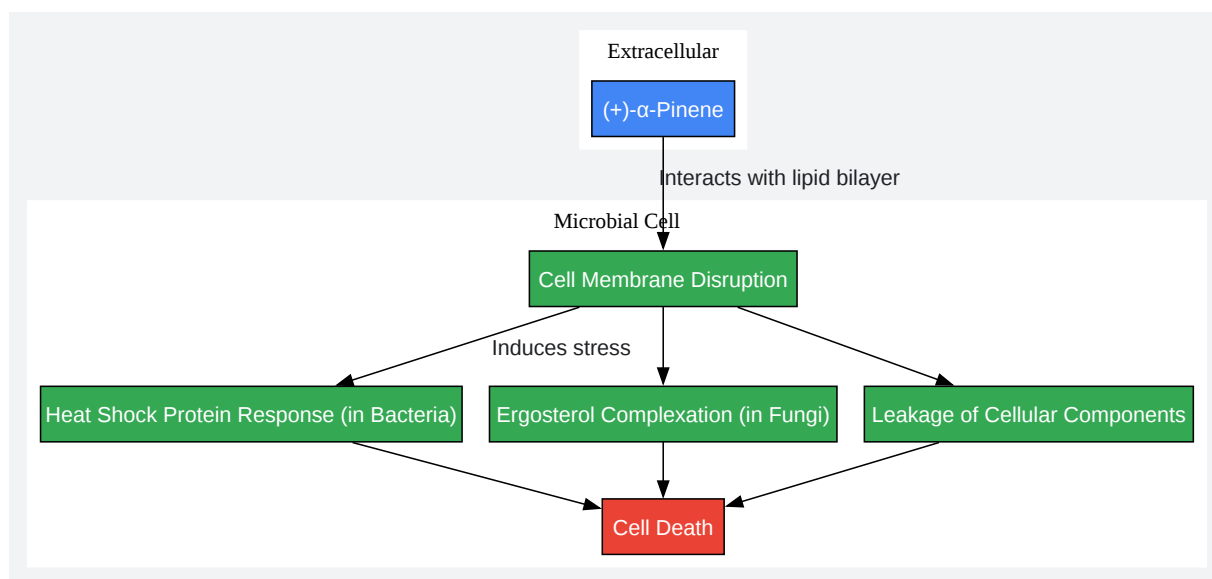 Extracellular
(+)-α-Pinene
Interacts with lipid bilayer
Microbial Cell
Cell Membrane Disruption
Induces stress
Heat Shock Protein Response (in Bacteria)
Ergosterol Complexation (in Fungi)
Leakage of Cellular Components
Cell Death